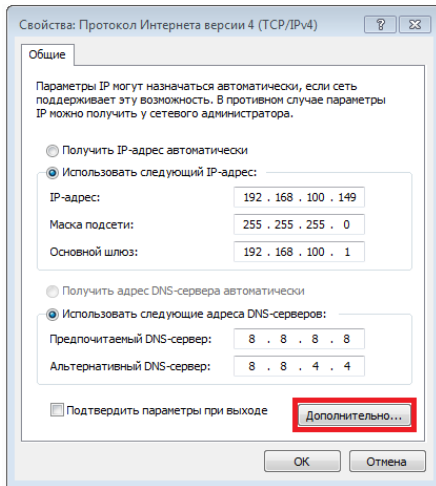 Свойства: Протокол Интернета версии 4 (TCP/IPv4)
Общие
Параметры IP могут назначаться автоматически, если сеть
поддерживает эту возможность. В противном случае параметры
IP можно получить у сетевого администратора.
Получить IP-адрес автоматически
Использовать следующий IP-адрес:
IP-адрес: 192 . 168 . 100 . 149
Маска подсети: 255 . 255 . 255 . 0
Основной шлюз: 192 . 168 . 100 . 1
Получить адрес DNS-сервера автоматически
Использовать следующие адреса DNS-серверов:
Предпочитаемый DNS-сервер: 8 . 8 . 8 . 8
Альтернативный DNS-сервер: 8 . 8 . 4 . 4
Подтвердить параметры при выходе
Дополнительно...
ОК Отмена